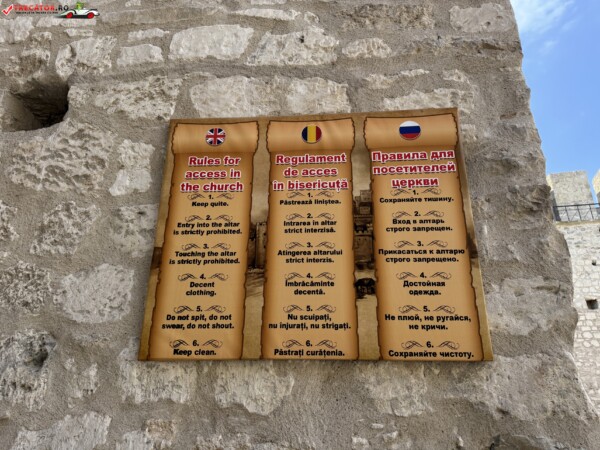 TRECATOR.RO
Rules for
access in
the church
1.
Keep quite.
2.
Entry into the altar
is strictly prohibited.
3.
Touching the altar
is strictly prohibited.
4.
Decent
clothing.
5.
Do not spit, do not
swear, do not shout.
6.
Keep clean.
Regulament
de acces
în bisericuță
1.
Păstrează liniștea.
2.
Intrarea în altar
strict interzisă.
3.
Atingerea altarului
strict interzis.
4.
Îmbrăcăminte
decentă.
5.
Nu scuipați,
nu înjurați, nu strigați.
6.
Păstrați curățenia.
Правила для
посетителей
церкви
1.
Сохраняйте тишину.
2.
Вход в алтарь
строго запрещен.
3.
Прикасаться к алтарю
строго запрещено.
4.
Достойная
одежда.
5.
Не плюй, не ругайся,
не кричи.
6.
Сохраняйте чистоту.